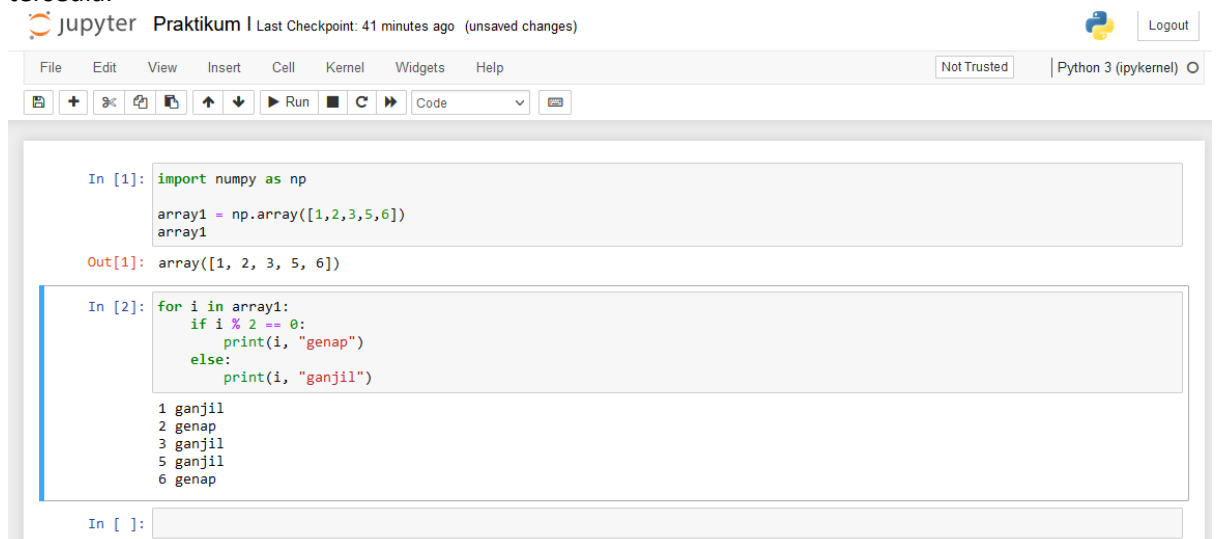 jupyter Praktikum I Last Checkpoint: 41 minutes ago (unsaved changes)
Logout
File Edit View Insert Cell Kernel Widgets Help
Not Trusted
Python 3 (ipykernel)
Run
Code
In [1]: import numpy as np
array1 = np.array([1,2,3,5,6])
array1
Out[1]: array([1, 2, 3, 5, 6])
In [2]: for i in array1:
if i % 2 == 0:
print(i, "genap")
else:
print(i, "ganjil")
1 ganjil
2 genap
3 ganjil
5 ganjil
6 genap
In [ ]: